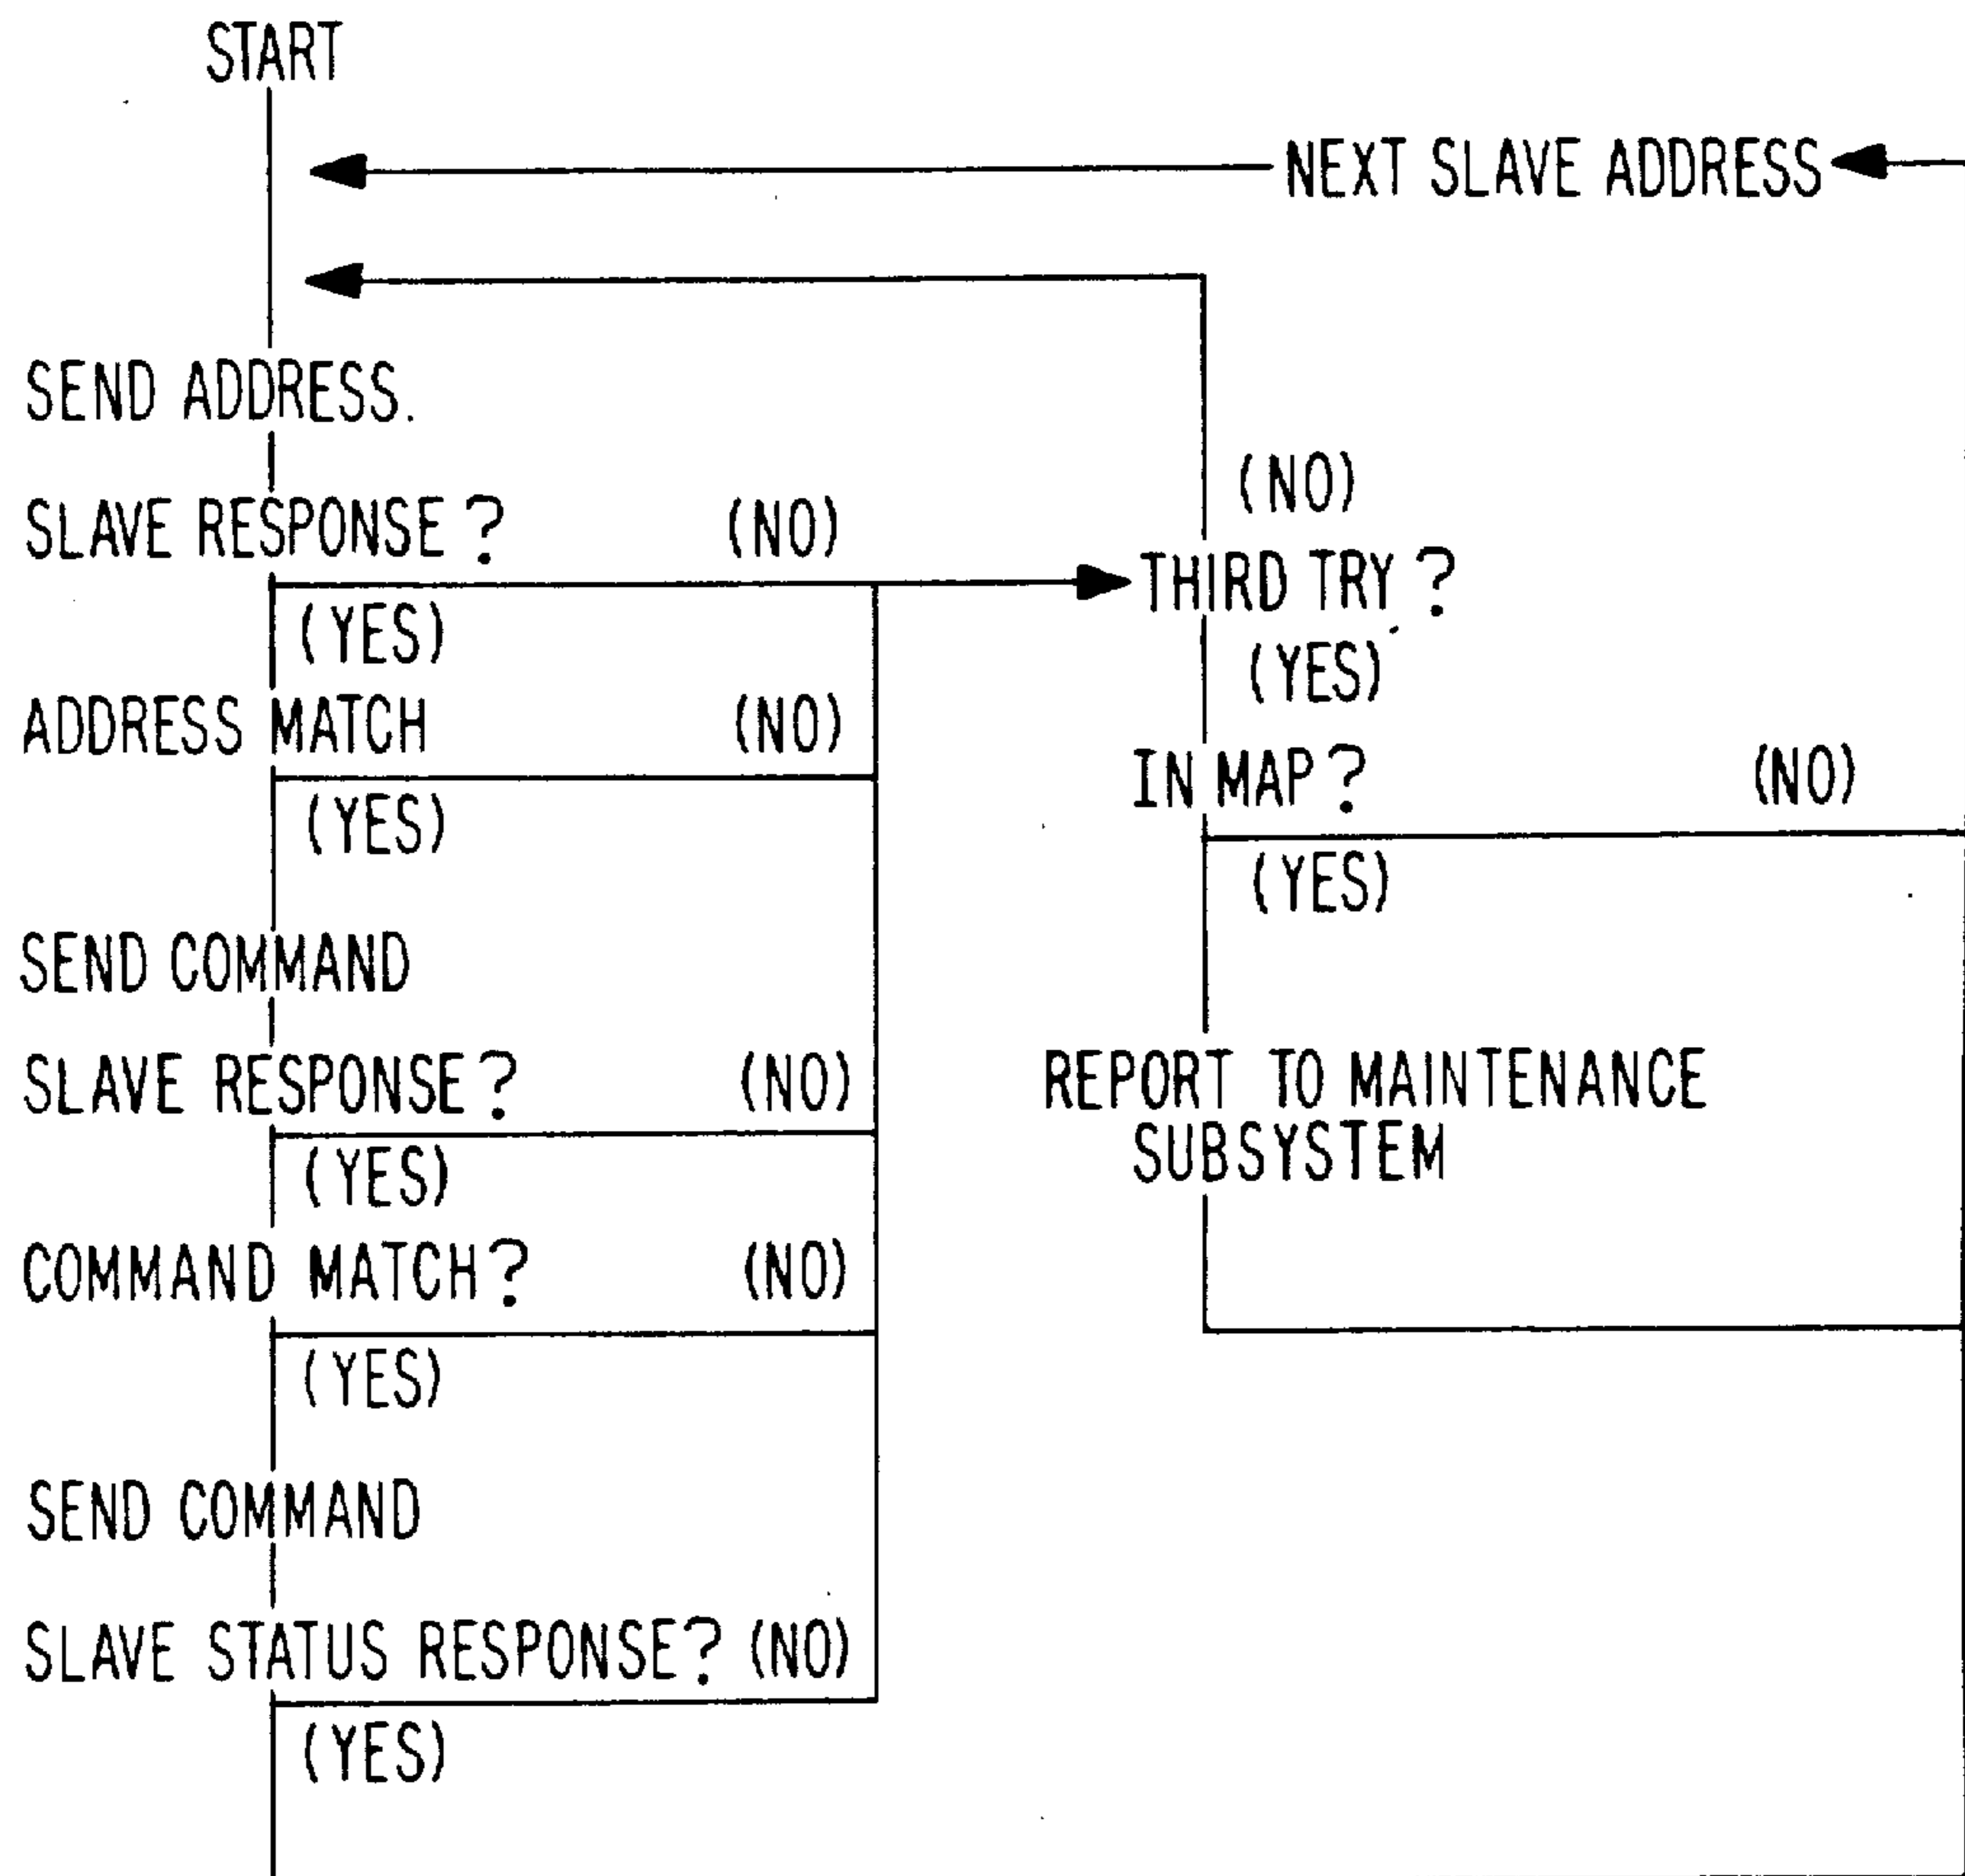 START
NEXT SLAVE ADDRESS
SEND ADDRESS.
SLAVE RESPONSE? (NO)
(YES)
ADDRESS MATCH (NO)
(YES)
SEND COMMAND
SLAVE RESPONSE? (NO)
(YES)
COMMAND MATCH? (NO)
(YES)
SEND COMMAND
SLAVE STATUS RESPONSE? (NO)
(YES)
(NO)
THIRD TRY?
(YES)
IN MAP? (NO)
(YES)
REPORT TO MAINTENANCE
SUBSYSTEM